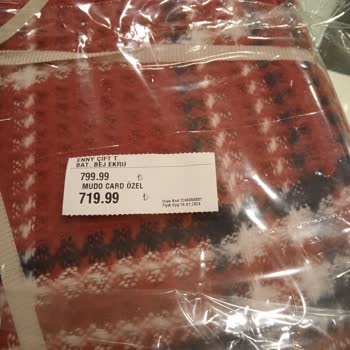 ENNY ÇİFT T.
BAT. BEJ EKRU
799.99 ₺
MUDO CARD ÖZEL
719.99 ₺